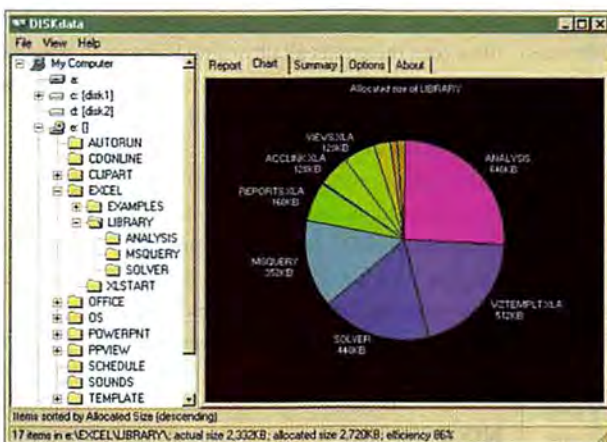 DISKdata
File View Help
My Computer
a:
c: [disk1]
d: [disk2]
e: []
AUTORUN
CDONLINE
CLIPART
EXCEL
EXAMPLES
LIBRARY
ANALYSIS
MSQUERY
SOLVER
XLSTART
OFFICE
OS
POWERPNT
PPVIEW
SCHEDULE
SOUNDS
TEMPLATE
Report Chart Summary Options About
Allocated size of LIBRARY
VIEWS.XLA
128KB
ACCLINK.XLA
128KB
REPORTS.XLA
160KB
MSQUERY
352KB
SOLVER
448KB
VZTEMPLT.XLA
512KB
ANALYSIS
640KB
Items sorted by Allocated Size (descending)
17 items in e:\EXCEL\LIBRARY\; actual size 2,332KB; allocated size 2,720KB; efficiency 86%